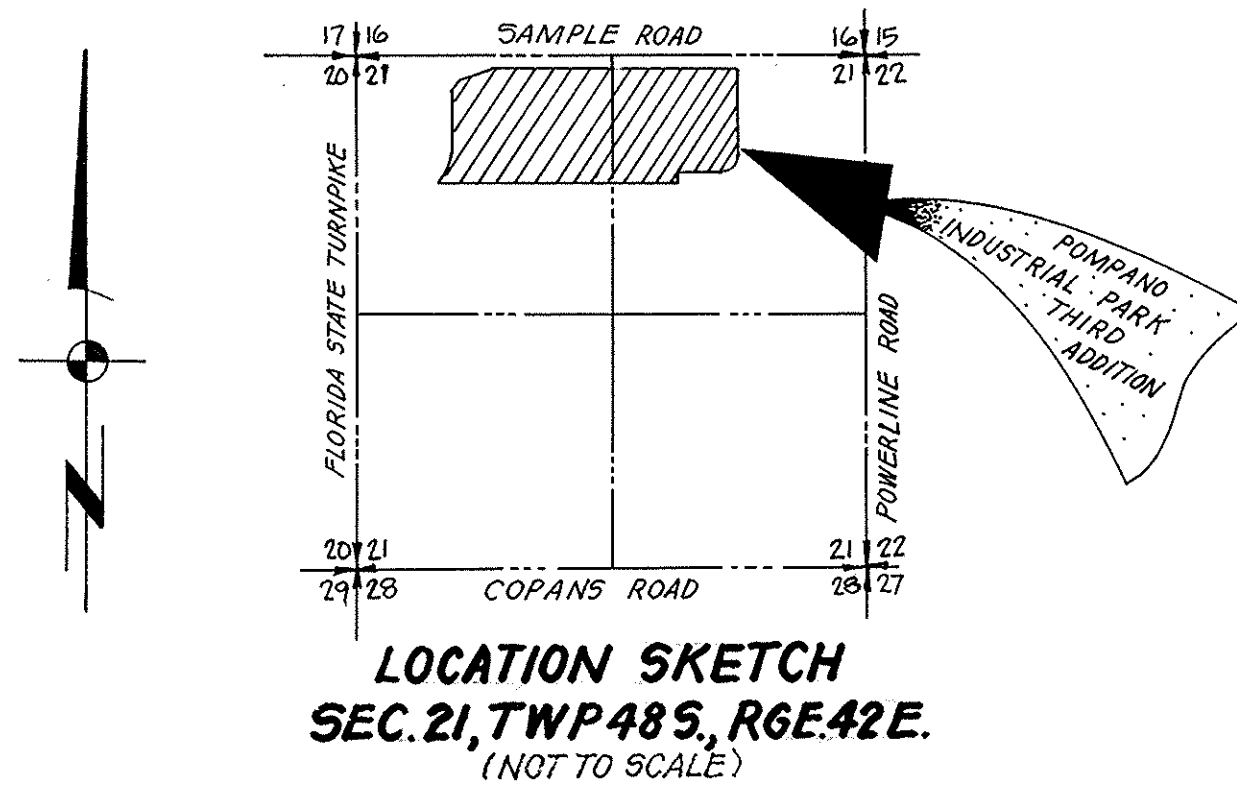 17 16
SAMPLE ROAD
16 15
20 21
21 22
FLORIDA STATE TURNPIKE
POMPANO
INDUSTRIAL PARK
THIRD
ADDITION
POWERLINE ROAD
N
20 21
21 22
29 28
COPANS ROAD
28 27
LOCATION SKETCH
SEC. 21, TWP 48 S., RGE. 42 E.
(NOT TO SCALE)